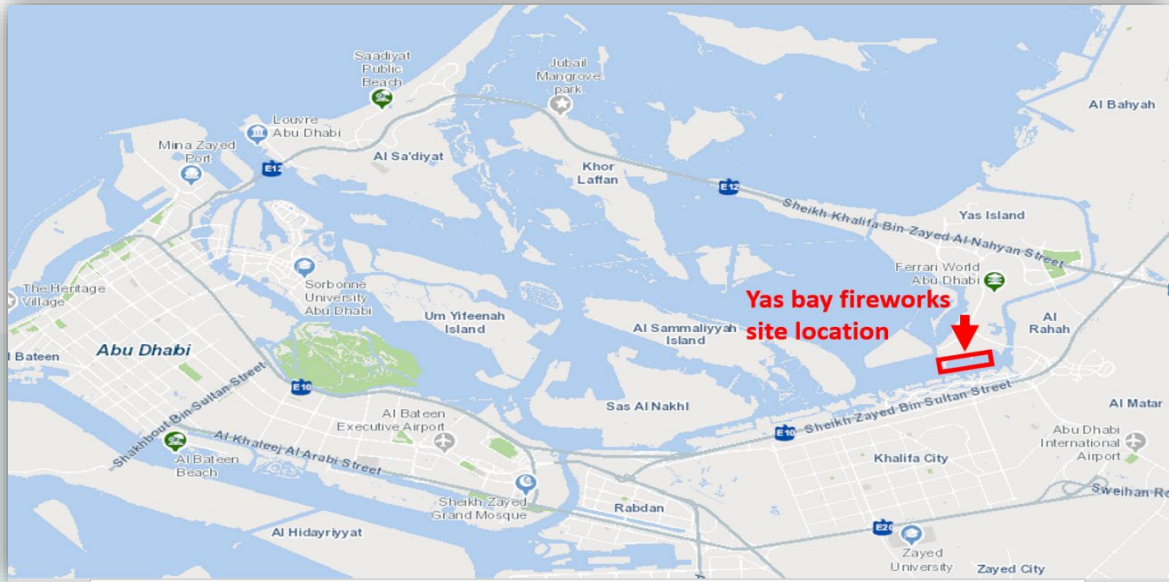 Saadiyat
Public
Beach
Jubail
Mangrove
park
Al Bahyah
Louvre
Abu Dhabi
Mina Zayed
Port
Al Sa'diyat
Khor
Laffan
E12
E12
Sheikh Khalifa Bin Zayed Al Nahyan Street
Yas Island
Ferrari World
Abu Dhabi
The Heritage
Village
Sorbonne
University
Abu Dhabi
Um Yifeenah
Island
Yas bay fireworks
site location
Al Sammaliyyah
Island
Al
Rahah
Abu Dhabi
l Bateen
E10
Sas Al Nakhl
Sheikh Zayed Bin Sultan Street
Al Matar
Shakhbout Bin Sultan Street
Al Bateen
Executive Airport
E10
Abu Dhabi
International
Airport
Al Khaleej Al Arabi Street
Al Bateen
Beach
Khalifa City
Sheikh Zayed
Grand Mosque
Rabdan
Sweihan Ro
Al Hidayriyyat
E20
Zayed
University
Zayed City